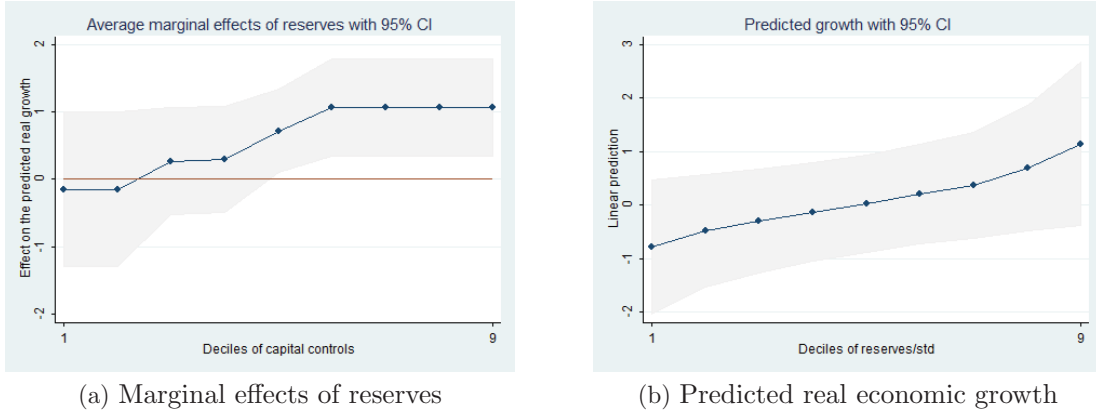 Average marginal effects of reserves with 95% CI
Effect on the predicted real growth
2
1
0
-1
-2
1
9
Deciles of capital controls
(a) Marginal effects of reserves
Predicted growth with 95% CI
Linear prediction
3
2
1
0
-1
-2
1
9
Deciles of reserves/std
(b) Predicted real economic growth